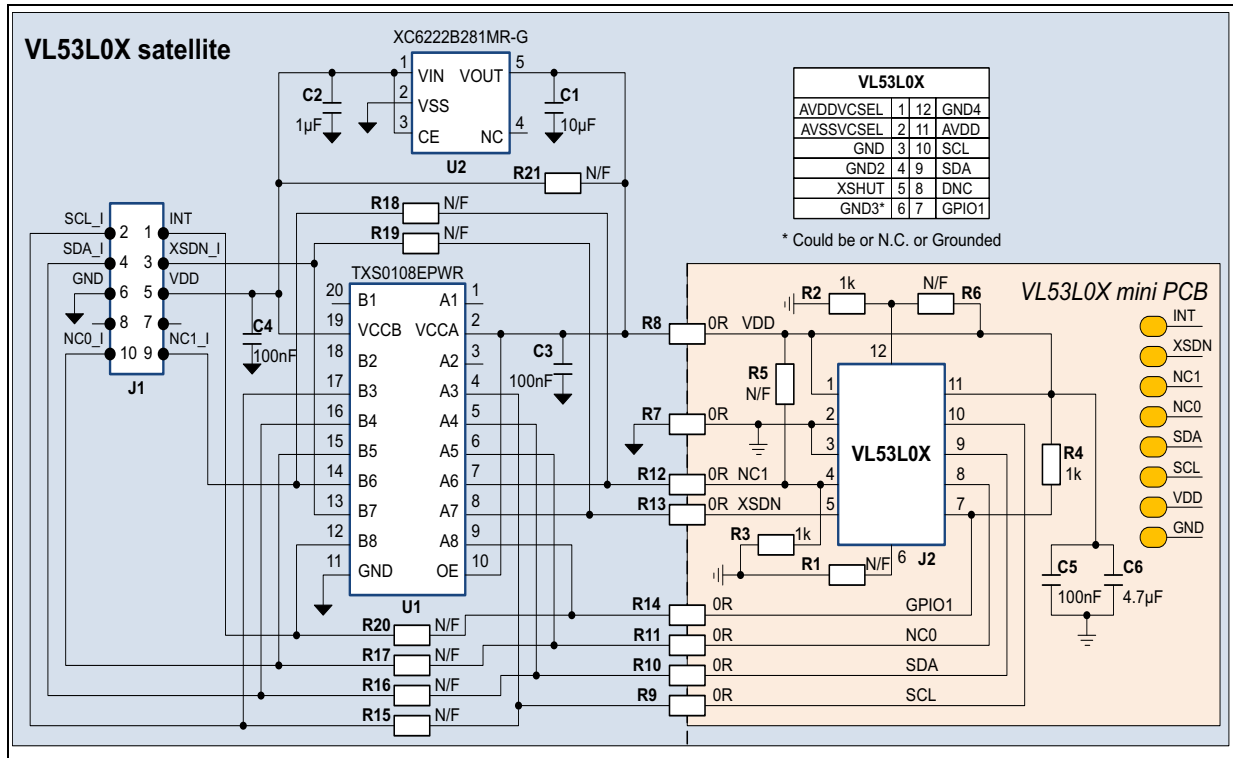 VL53L0X satellite
XC6222B281MR-G
1 VIN VOUT 5
2 VSS
3 CE NC 4
U2
C2
1µF
C1
10µF
R21 N/F
R18 N/F
R19 N/F
VL53L0X
AVDDVCSEL 1 12 GND4
AVSSVCSEL 2 11 AVDD
GND 3 10 SCL
GND2 4 9 SDA
XSHUT 5 8 DNC
GND3* 6 7 GPIO1
* Could be or N.C. or Grounded
SCL_I 2 1 INT
SDA_I 4 3 XSDN_I
GND 6 5 VDD
8 7
NC0_I 10 9 NC1_I
J1
C4
100nF
TXS0108EPWR
20 B1 A1 1
19 VCCB VCCA 2
18 B2 A2 3
17 B3 A3 4
16 B4 A4 5
15 B5 A5 6
14 B6 A6 7
13 B7 A7 8
12 B8 A8 9
11 GND OE 10
U1
C3
100nF
R20 N/F
R17 N/F
R16 N/F
R15 N/F
VL53L0X mini PCB
R8 0R VDD
R7 0R
R12 0R NC1
R13 0R XSDN
R14 0R GPIO1
R11 0R NC0
R10 0R SDA
R9 0R SCL
R2 1k
N/F R6
R5
N/F
R3 1k
R1 N/F
12
1 11
2 10
3 9
4 8
5 7
6
VL53L0X
J2
R4
1k
C5
100nF
C6
4.7µF
INT
XSDN
NC1
NC0
SDA
SCL
VDD
GND